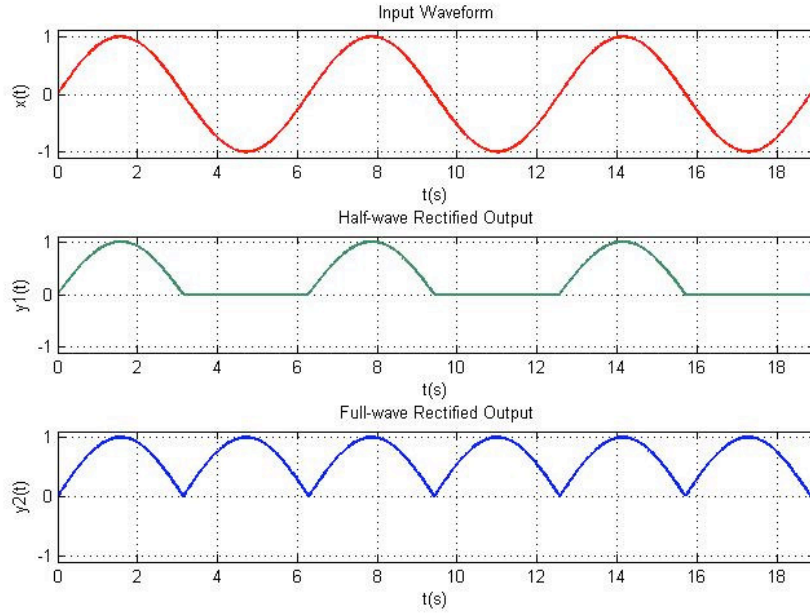 Input Waveform
1
0
-1
x(t)
0 2 4 6 8 10 12 14 16 18
t(s)
Half-wave Rectified Output
1
0
-1
y1(t)
0 2 4 6 8 10 12 14 16 18
t(s)
Full-wave Rectified Output
1
0
-1
y2(t)
0 2 4 6 8 10 12 14 16 18
t(s)